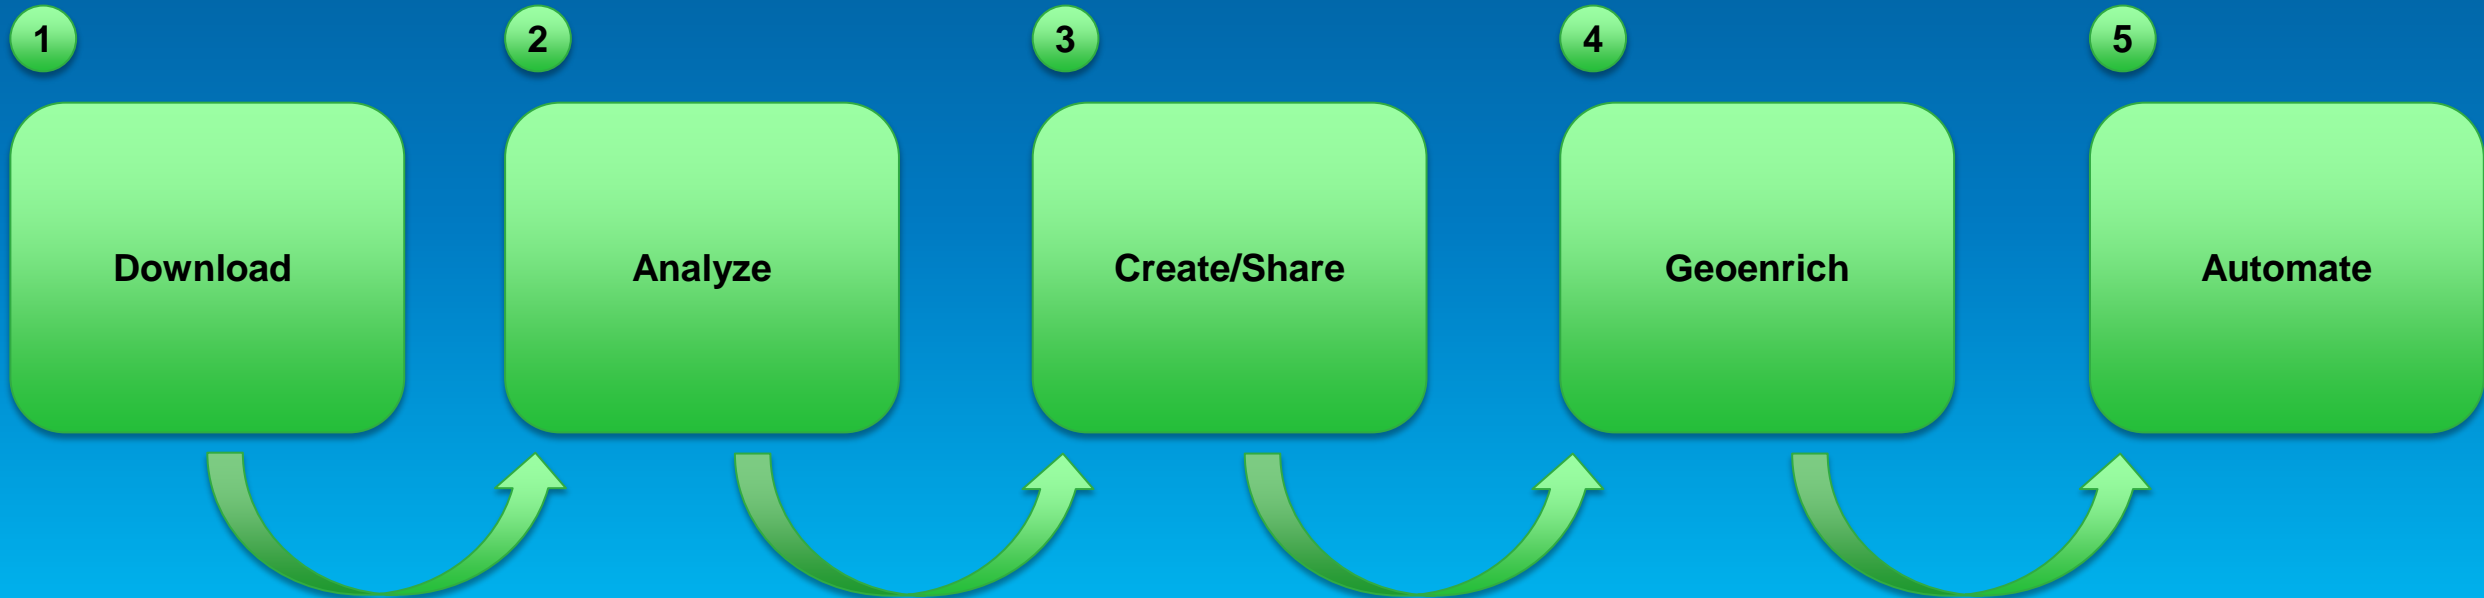 1
2
3
4
5
Download
Analyze
Create/Share
Geoenrich
Automate